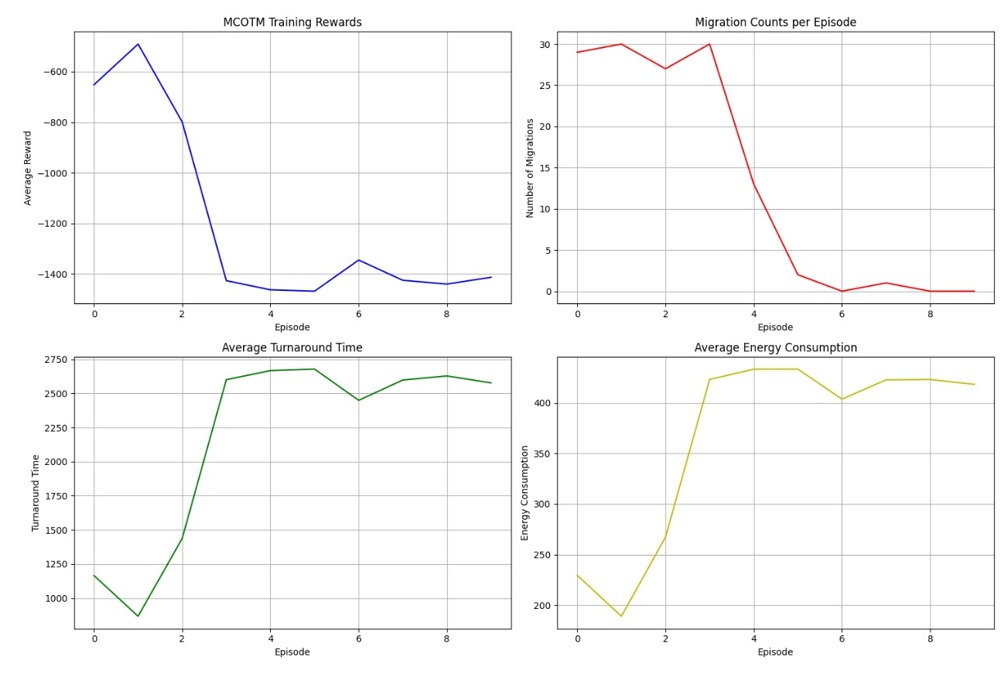 MCOTM Training Rewards
Average Reward
−600
−800
−1000
−1200
−1400
0 2 4 6 8
Episode
Migration Counts per Episode
Number of Migrations
30
25
20
15
10
5
0
0 2 4 6 8
Episode
Average Turnaround Time
Turnaround Time
2750
2500
2250
2000
1750
1500
1250
1000
0 2 4 6 8
Episode
Average Energy Consumption
Energy Consumption
400
350
300
250
200
0 2 4 6 8
Episode